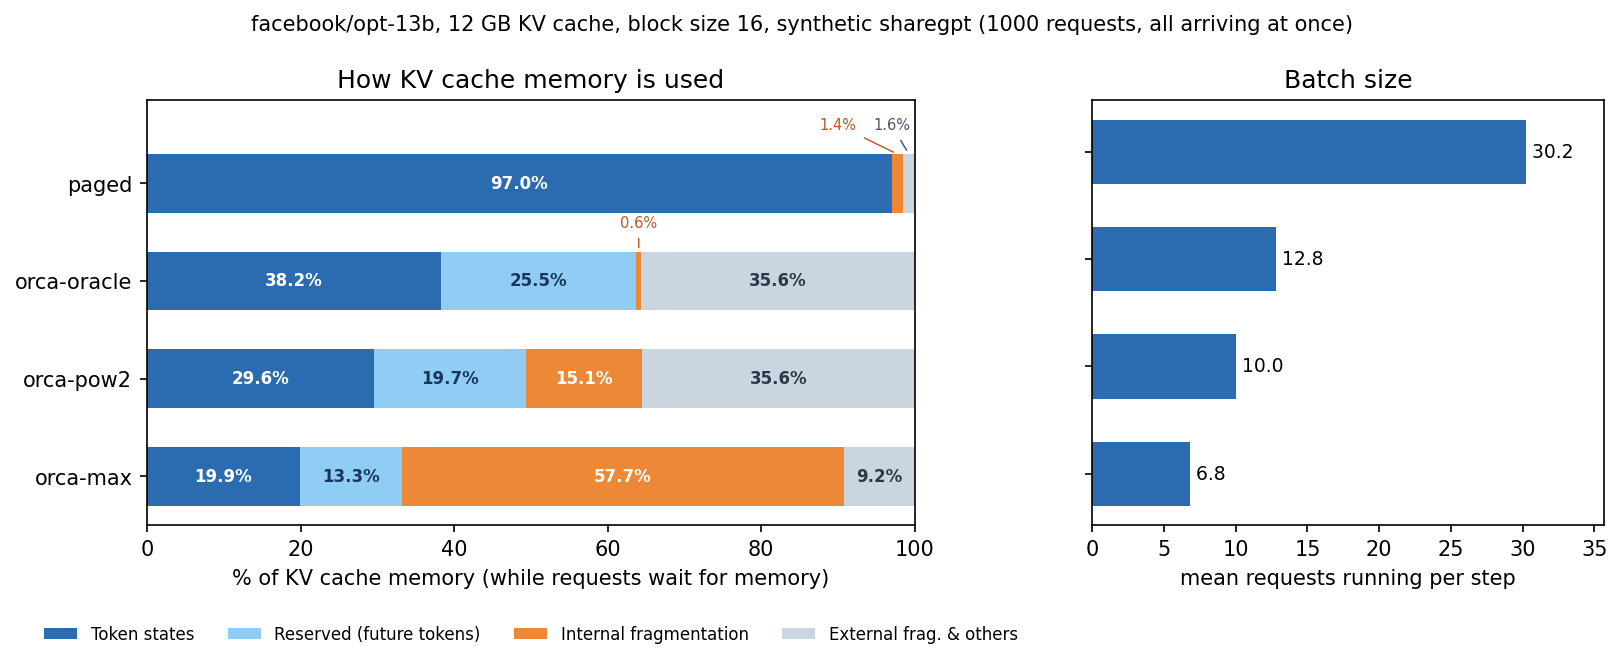 facebook/opt-13b, 12 GB KV cache, block size 16, synthetic sharegpt (1000 requests, all arriving at once)
How KV cache memory is used
1.4% 1.6%
paged 97.0%
0.6%
orca-oracle 38.2% 25.5% 35.6%
orca-pow2 29.6% 19.7% 15.1% 35.6%
orca-max 19.9% 13.3% 57.7% 9.2%
0 20 40 60 80 100
% of KV cache memory (while requests wait for memory)
Batch size
30.2
12.8
10.0
6.8
0 5 10 15 20 25 30 35
mean requests running per step
Token states Reserved (future tokens) Internal fragmentation External frag. & others